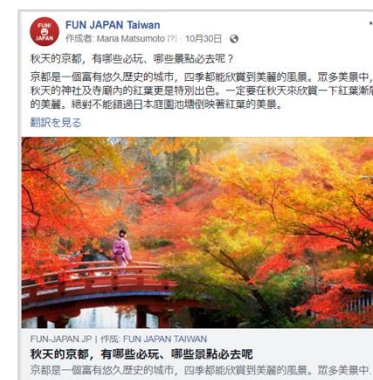 FUN! JAPAN
FUN JAPAN Taiwan
作成者: Maria Matsumoto [?] · 10月30日 ·
秋天的京都，有哪些必玩、哪些景點必去呢？
京都是一個富有悠久歷史的城市，四季都能欣賞到美麗的風景。眾多美景中，
秋天的神社及寺廟內的紅葉更是特別出色。一定要在秋天來欣賞一下紅葉漸層
的美麗。絕對不能錯過日本庭園池塘倒映著紅葉的美景。
翻訳を見る
FUN-JAPAN.JP | 作成: FUN JAPAN TAIWAN
秋天的京都，有哪些必玩、哪些景點必去呢
京都是一個富有悠久歷史的城市，四季都能欣賞到美麗的風景。眾多美景中